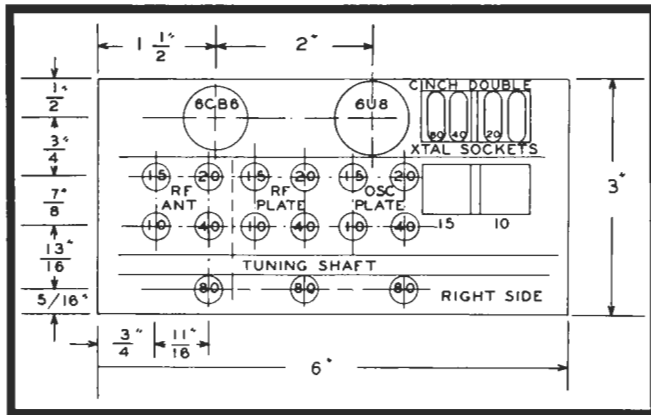 1 1/2" 2"
1/2" 6CB6 6U8 CINCH DOUBLE
80 40 20
XTAL SOCKETS
3/4" 3"
15 20 15 20 15 20
7/8" RF ANT RF PLATE OSC PLATE
10 40 10 40 10 40 15 10
13/16" TUNING SHAFT
5/16" 80 80 80 RIGHT SIDE
3/4" 11/16"
6"